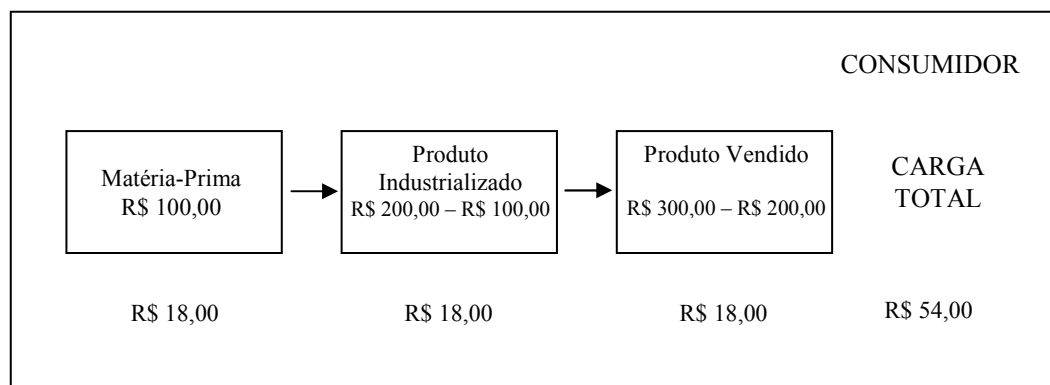 CONSUMIDOR
Matéria-Prima
R$ 100,00
Produto
Industrializado
R$ 200,00 – R$ 100,00
Produto Vendido
R$ 300,00 – R$ 200,00
CARGA
TOTAL
R$ 18,00
R$ 18,00
R$ 18,00
R$ 54,00